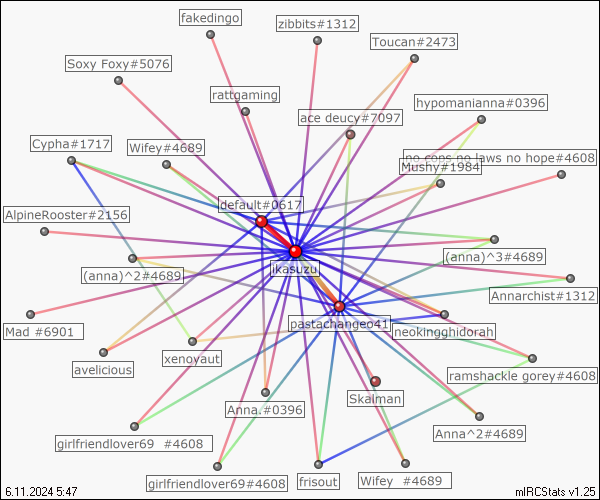 fakedingo
zibbits#1312
Toucan#2473
Soxy Foxy#5076
rattgaming
hypomanianna#0396
ace deucy#7097
Cypha#1717
Wifey#4689
no cops no laws no hope#4608
Mushy#1984
default#0617
AlpineRooster#2156
(anna)^3#4689
(anna)^2#4689
ikasuzu
Annarchist#1312
pastachange041
Mad #6901
neokingghidorah
xenovaut
avelicious
ramshackle gorey#4608
Skaiman
Anna.#0396
Anna^2#4689
girlfriendlover69 #4608
girlfriendlover69#4608
frisout
Wifey #4689
6.11.2024 5:47
mIRCStats v1.25